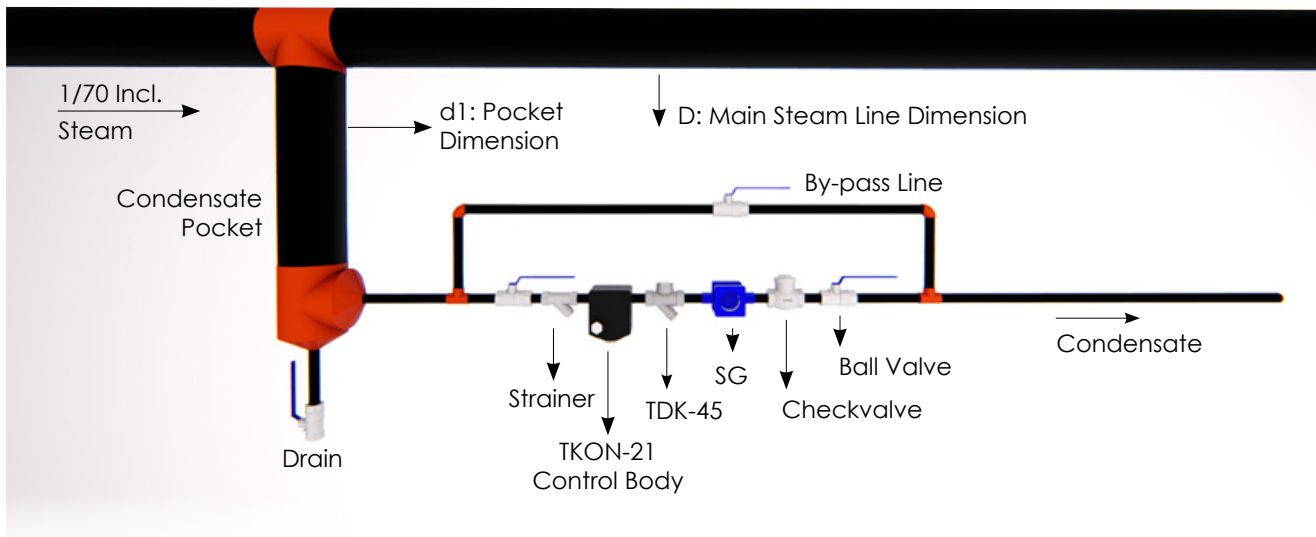 1/70 Incl.
Steam
d1: Pocket
Dimension
D: Main Steam Line Dimension
Condensate
Pocket
By-pass Line
Condensate
Ball Valve
SG
Checkvalve
Strainer
TDK-45
TKON-21
Control Body
Drain